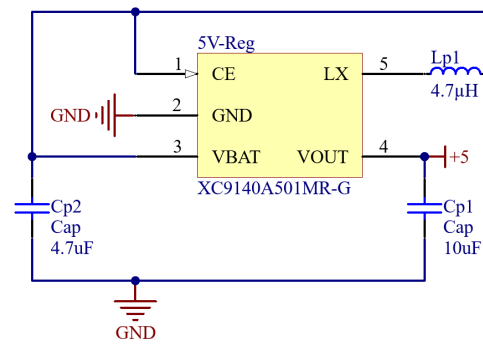 5V-Reg
1 CE LX 5
Lp1
4.7µH
GND 2 GND
3 VBAT VOUT 4 +5
XC9140A501MR-G
Cp2
Cap
4.7uF
Cp1
Cap
10uF
GND